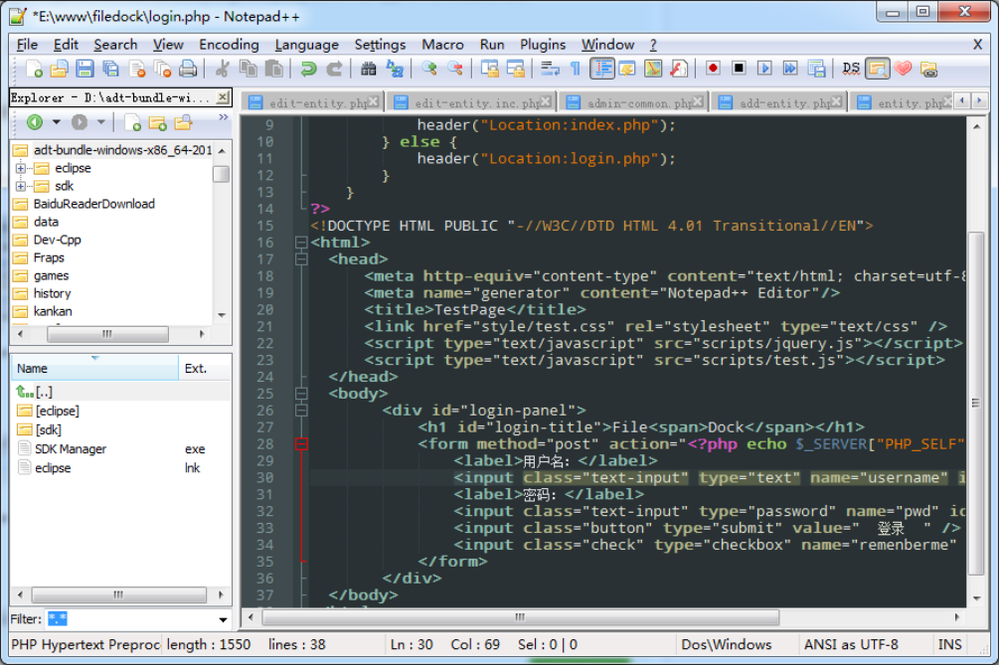 *E:\www\filedock\login.php - Notepad++
File Edit Search View Encoding Language Settings Macro Run Plugins Window ? X
DS
Explorer - D:\adt-bundle-wi...
edit-entity.php edit-entity.inc.php admin-common.php add-entity.php entity.php
adt-bundle-windows-x86_64-201
eclipse
sdk
BaiduReaderDownload
data
Dev-Cpp
Fraps
games
history
kankan
Name Ext.
[..]
[eclipse]
[sdk]
SDK Manager exe
eclipse lnk
Filter: *.*
9 header("Location:index.php");
10 } else {
11 header("Location:login.php");
12 }
13 }
14 ?>
15 <!DOCTYPE HTML PUBLIC "-//W3C//DTD HTML 4.01 Transitional//EN">
16 <html>
17 <head>
18 <meta http-equiv="content-type" content="text/html; charset=utf-8
19 <meta name="generator" content="Notepad++ Editor"/>
20 <title>TestPage</title>
21 <link href="style/test.css" rel="stylesheet" type="text/css" />
22 <script type="text/javascript" src="scripts/jquery.js"></script>
23 <script type="text/javascript" src="scripts/test.js"></script>
24 </head>
25 <body>
26 <div id="login-panel">
27 <h1 id="login-title">File<span>Dock</span></h1>
28 <form method="post" action="<?php echo $_SERVER["PHP_SELF"
29 <label>用户名: </label>
30 <input class="text-input" type="text" name="username" i
31 <label>密码: </label>
32 <input class="text-input" type="password" name="pwd" id
33 <input class="button" type="submit" value=" 登录 " />
34 <input class="check" type="checkbox" name="remenberme"
35 </form>
36 </div>
37 </body>
PHP Hypertext Preproc length : 1550 lines : 38 Ln : 30 Col : 69 Sel : 0 | 0 Dos\Windows ANSI as UTF-8 INS